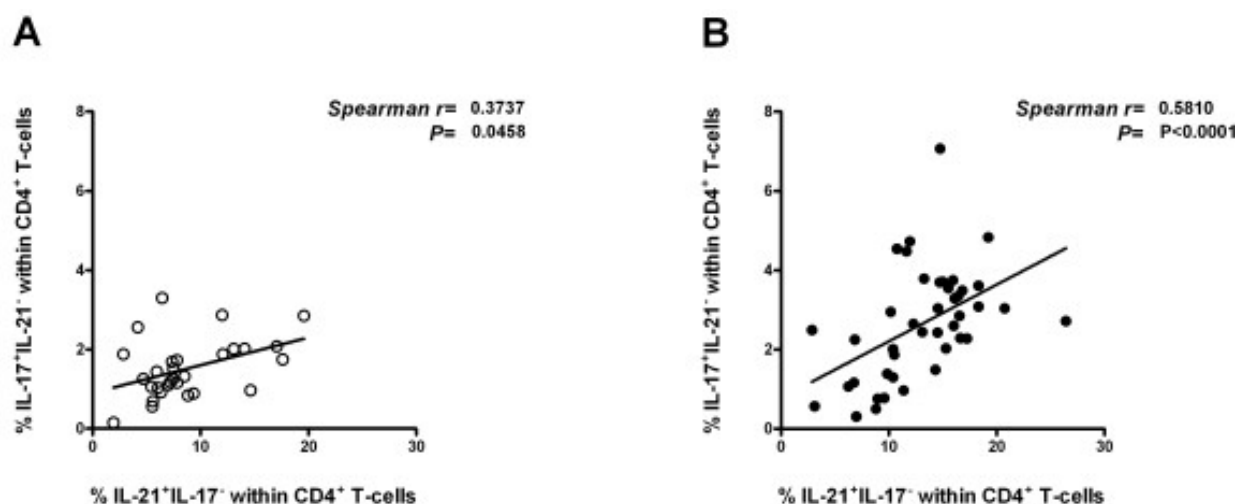 A
Spearman r= 0.3737
P= 0.0458
% IL-17⁺IL-21⁻ within CD4⁺ T-cells
8
6
4
2
0
0 10 20 30
% IL-21⁺IL-17⁻ within CD4⁺ T-cells
B
Spearman r= 0.5810
P= P<0.0001
% IL-17⁺IL-21⁻ within CD4⁺ T-cells
8
6
4
2
0
0 10 20 30
% IL-21⁺IL-17⁻ within CD4⁺ T-cells